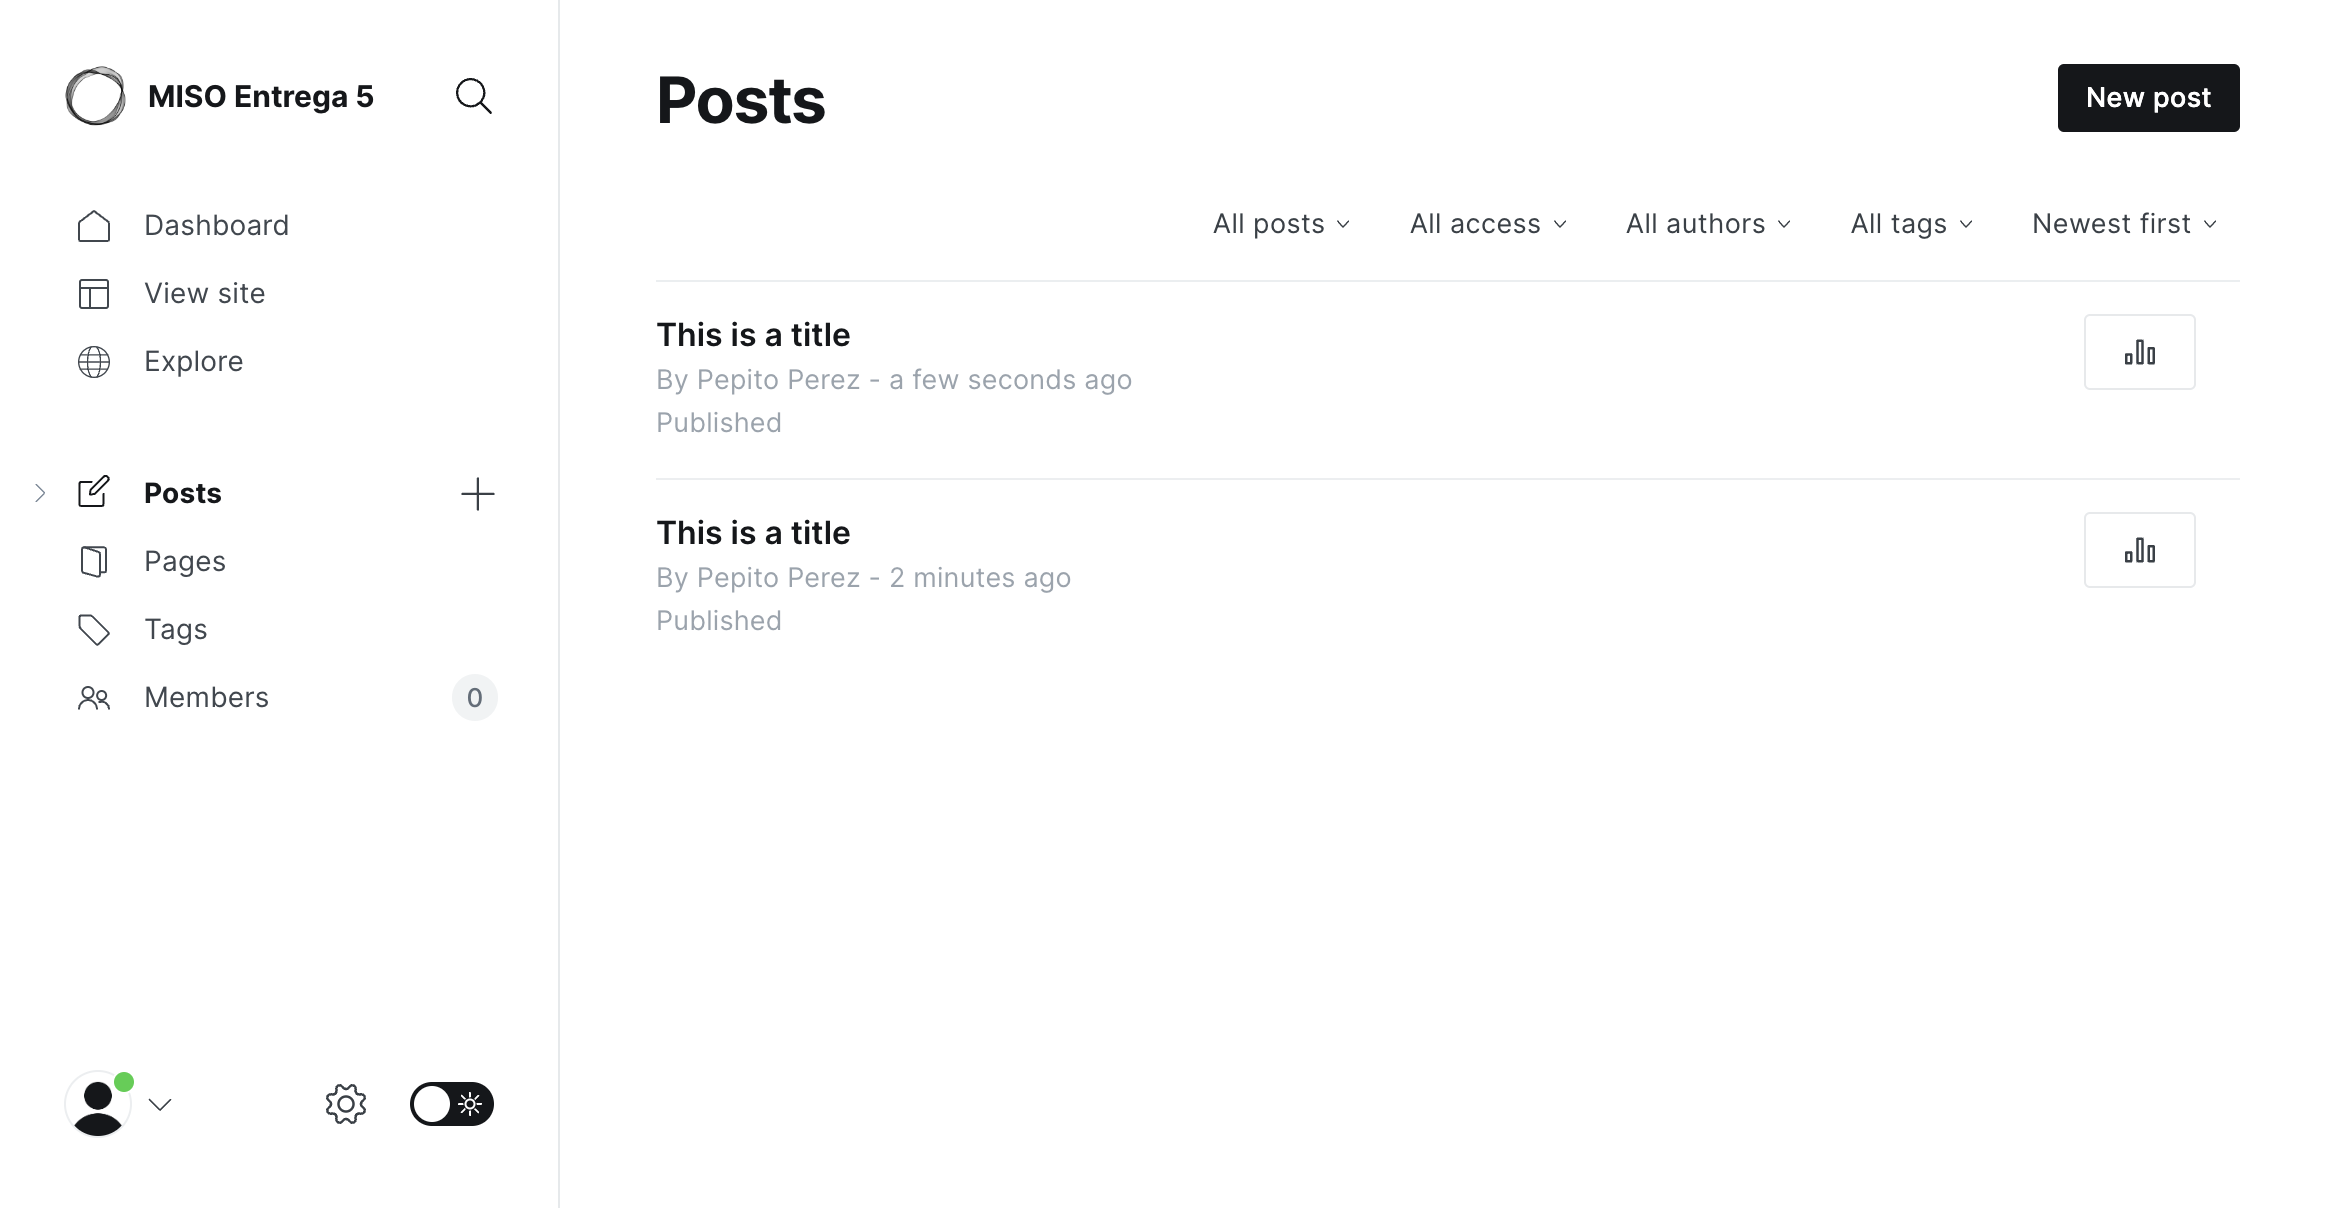 MISO Entrega 5
Dashboard
View site
Explore
Posts
Pages
Tags
Members 0
Posts
New post
All posts All access All authors All tags Newest first
This is a title
By Pepito Perez - a few seconds ago
Published
This is a title
By Pepito Perez - 2 minutes ago
Published